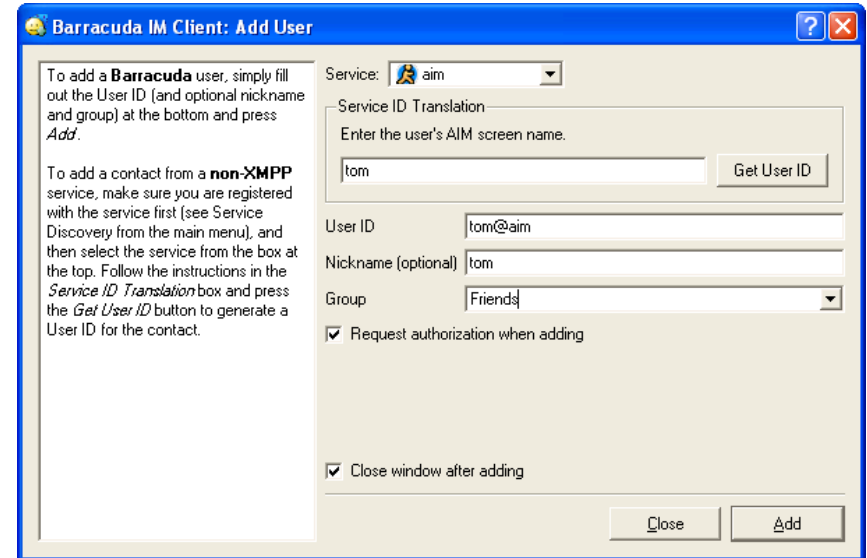 Barracuda IM Client: Add User
To add a Barracuda user, simply fill
out the User ID (and optional nickname
and group) at the bottom and press
Add.
To add a contact from a non-XMPP
service, make sure you are registered
with the service first (see Service
Discovery from the main menu), and
then select the service from the box at
the top. Follow the instructions in the
Service ID Translation box and press
the Get User ID button to generate a
User ID for the contact.
Service: aim
Service ID Translation
Enter the user's AIM screen name.
tom Get User ID
User ID tom@aim
Nickname (optional) tom
Group Friends
Request authorization when adding
Close window after adding
Close Add